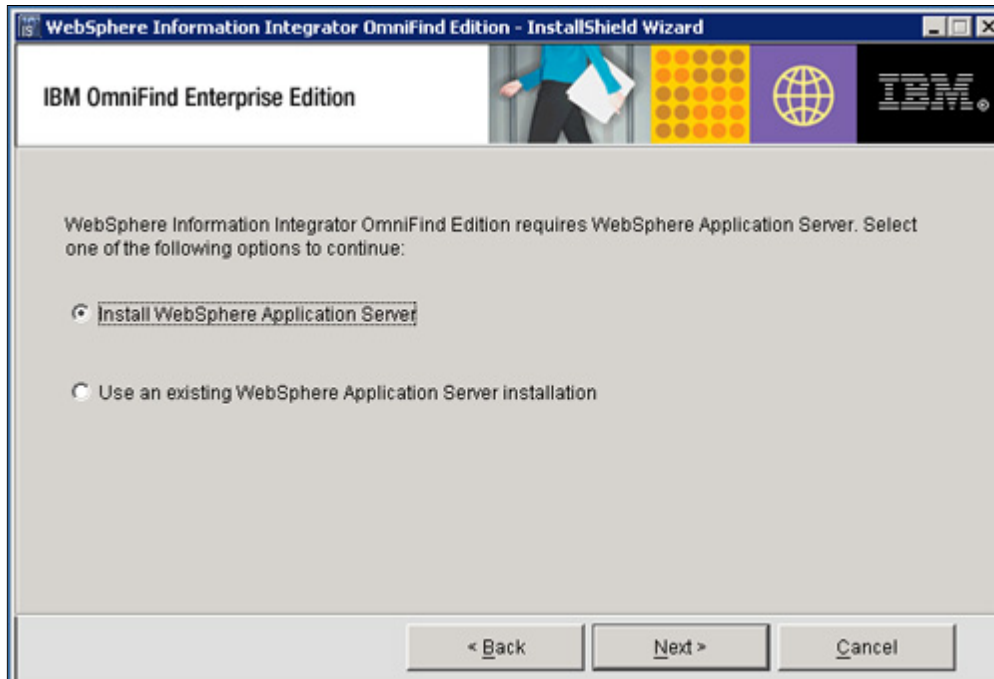 WebSphere Information Integrator OmniFind Edition - InstallShield Wizard
IBM OmniFind Enterprise Edition
IBM®
WebSphere Information Integrator OmniFind Edition requires WebSphere Application Server. Select
one of the following options to continue:
Install WebSphere Application Server
Use an existing WebSphere Application Server installation
< Back
Next >
Cancel